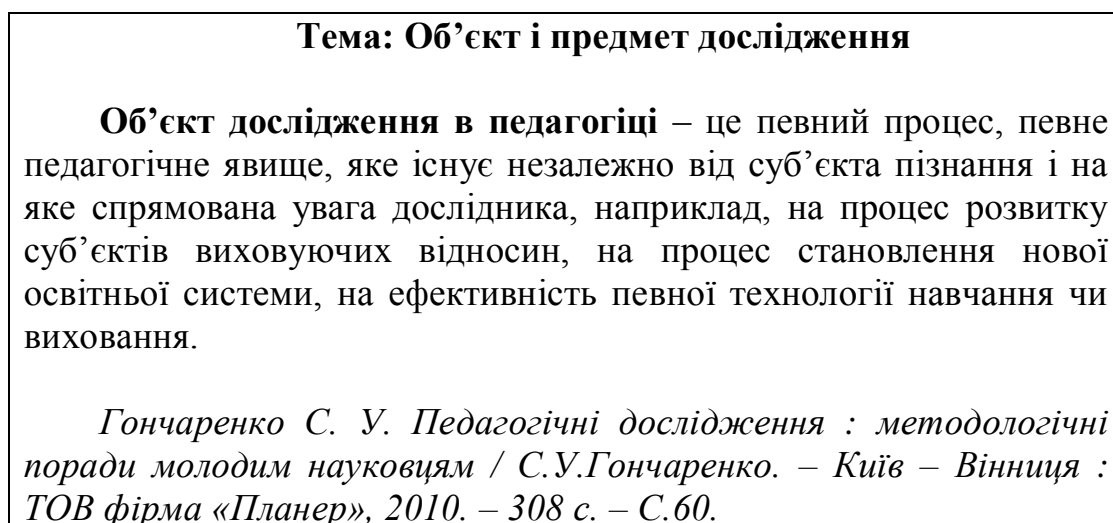 Тема: Об’єкт і предмет дослідження
Об’єкт дослідження в педагогіці – це певний процес, певне
педагогічне явище, яке існує незалежно від суб’єкта пізнання і на
яке спрямована увага дослідника, наприклад, на процес розвитку
суб’єктів виховуючих відносин, на процес становлення нової
освітньої системи, на ефективність певної технології навчання чи
виховання.
Гончаренко С. У. Педагогічні дослідження : методологічні
поради молодим науковцям / С.У.Гончаренко. – Київ – Вінниця :
ТОВ фірма «Планер», 2010. – 308 с. – С.60.